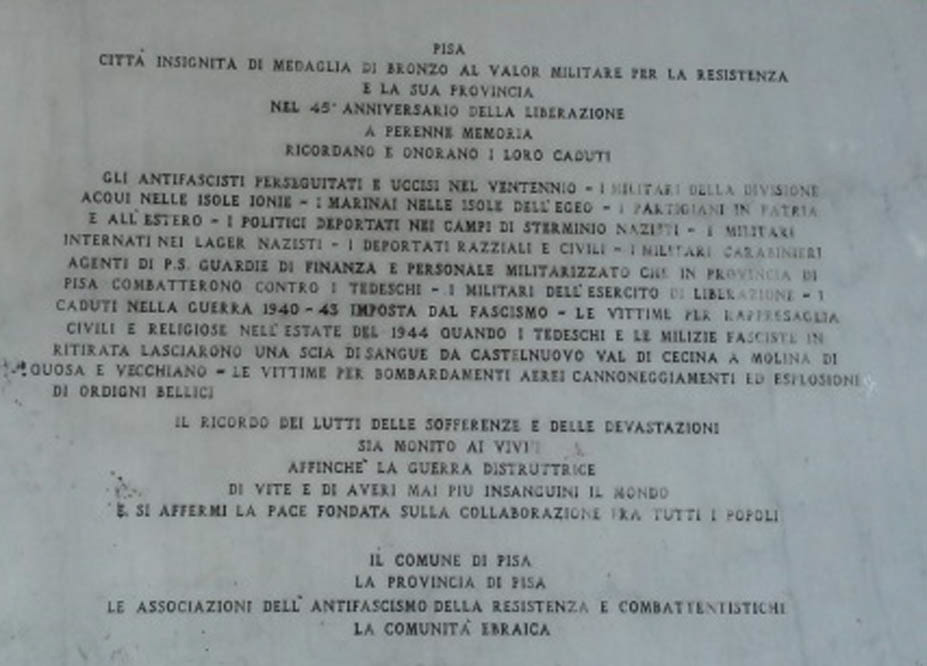 PISA
CITTÀ INSIGNITA DI MEDAGLIA DI BRONZO AL VALOR MILITARE PER LA RESISTENZA
E LA SUA PROVINCIA
NEL 45° ANNIVERSARIO DELLA LIBERAZIONE
A PERENNE MEMORIA
RICORDANO E ONORANO I LORO CADUTI
GLI ANTIFASCISTI PERSEGUITATI E UCCISI NEL VENTENNIO - I MILITARI DELLA DIVISIONE
ACQUI NELLE ISOLE IONIE - I MARINAI NELLE ISOLE DELL'EGEO - I PARTIGIANI IN PATRIA
E ALL'ESTERO - I POLITICI DEPORTATI NEI CAMPI DI STERMINIO NAZISTI - I MILITARI
INTERNATI NEI LAGER NAZISTI - I DEPORTATI RAZZIALI E CIVILI - I MILITARI CARABINIERI
AGENTI DI P.S. GUARDIE DI FINANZA E PERSONALE MILITARIZZATO CHE IN PROVINCIA DI
PISA COMBATTERONO CONTRO I TEDESCHI - I MILITARI DELL'ESERCITO DI LIBERAZIONE - I
CADUTI NELLA GUERRA 1940-43 IMPOSTA DAL FASCISMO - LE VITTIME PER RAPPRESAGLIA
CIVILI E RELIGIOSE NELL'ESTATE DEL 1944 QUANDO I TEDESCHI E LE MILIZIE FASCISTE IN
RITIRATA LASCIARONO UNA SCIA DI SANGUE DA CASTELNUOVO VAL DI CECINA A MOLINA DI
QUOSA E VECCHIANO - LE VITTIME PER BOMBARDAMENTI AEREI CANNONEGGIAMENTI ED ESPLOSIONI
DI ORDIGNI BELLICI
IL RICORDO DEI LUTTI DELLE SOFFERENZE E DELLE DEVASTAZIONI
SIA MONITO AI VIVI
AFFINCHÈ LA GUERRA DISTRUTTRICE
DI VITE E DI AVERI MAI PIU INSANGUINI IL MONDO
E SI AFFERMI LA PACE FONDATA SULLA COLLABORAZIONE FRA TUTTI I POPOLI
IL COMUNE DI PISA
LA PROVINCIA DI PISA
LE ASSOCIAZIONI DELL'ANTIFASCISMO DELLA RESISTENZA E COMBATTENTISTICHE
LA COMUNITÀ EBRAICA